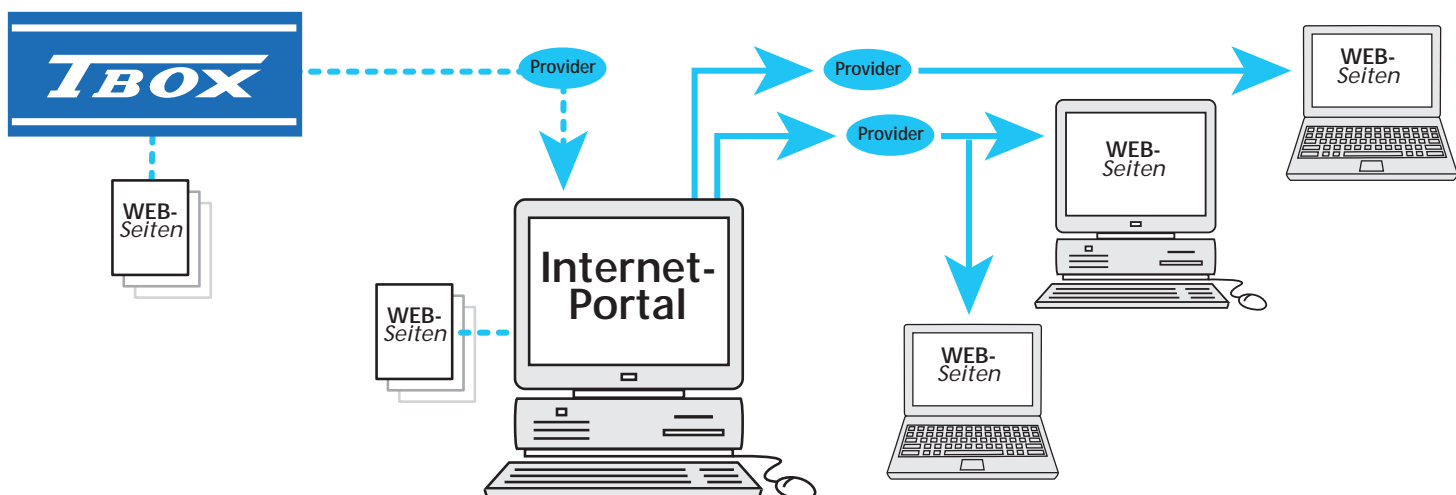 TBOX
Provider
Provider
WEB-
Seiten
Provider
WEB-
Seiten
WEB-
Seiten
Internet-
Portal
WEB-
Seiten
WEB-
Seiten